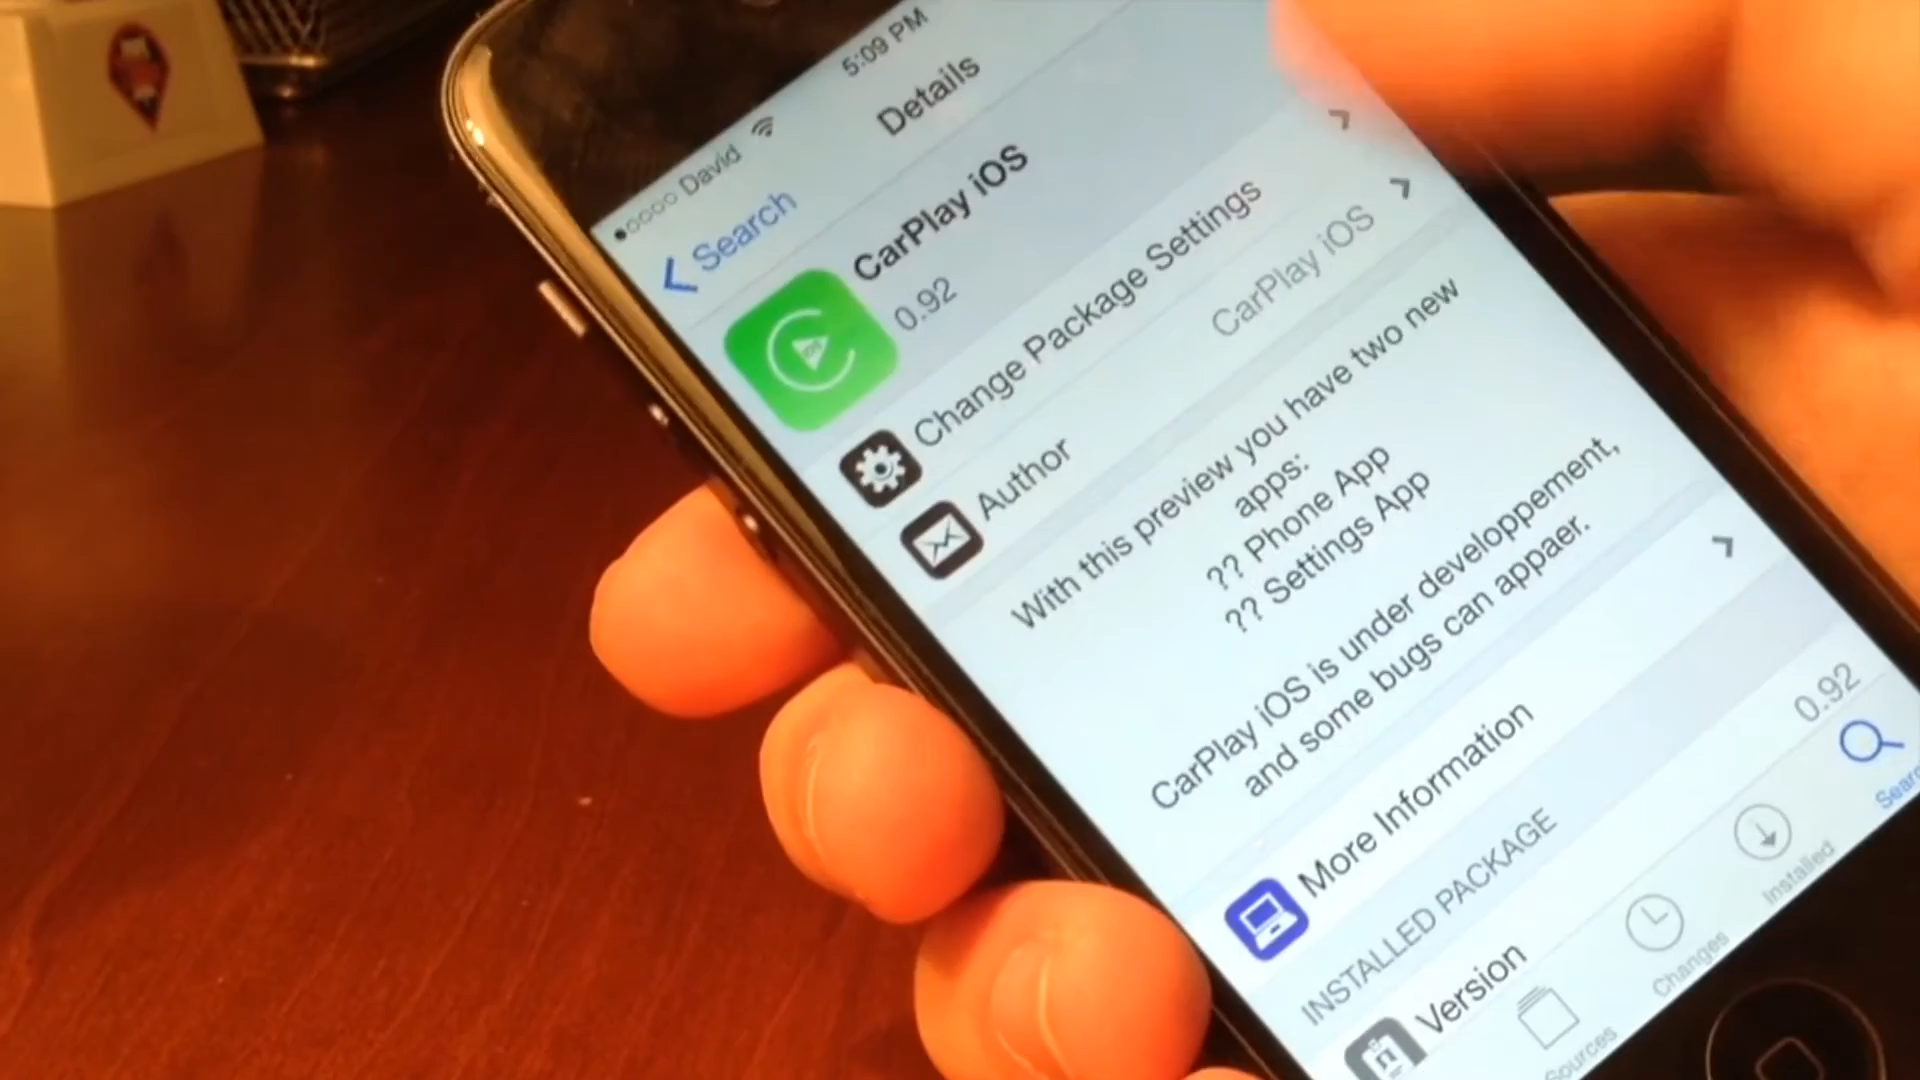 David 5:09 PM
Search Details
CarPlay iOS
0.92
Change Package Settings
Author CarPlay iOS
With this preview you have two new
apps:
?? Phone App
?? Settings App
CarPlay iOS is under developpement,
and some bugs can appaer.
More Information
INSTALLED PACKAGE
Version 0.92
Sources Changes Installed Search